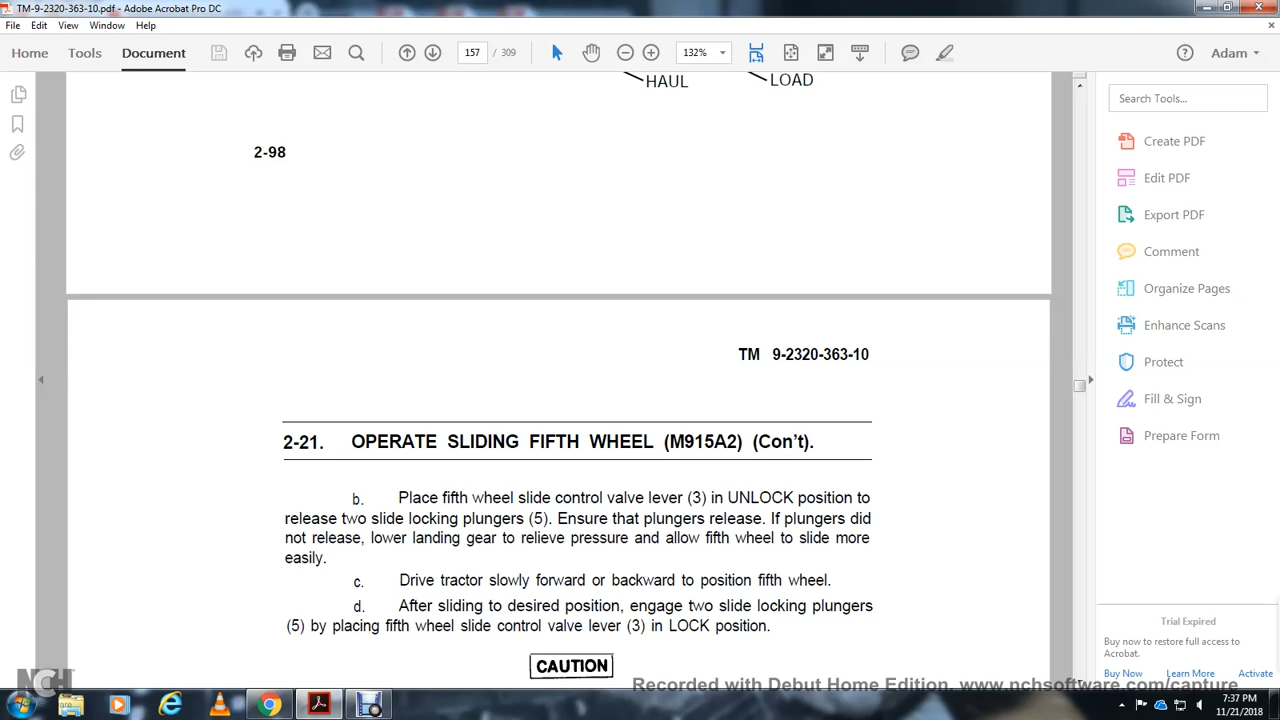 TM-9-2320-363-10.pdf - Adobe Acrobat Pro DC
File Edit View Window Help
Home Tools Document 157 / 309 132% Adam
HAUL LOAD
2-98
TM 9-2320-363-10
2-21. OPERATE SLIDING FIFTH WHEEL (M915A2) (Con't).
b. Place fifth wheel slide control valve lever (3) in UNLOCK position to
release two slide locking plungers (5). Ensure that plungers release. If plungers did
not release, lower landing gear to relieve pressure and allow fifth wheel to slide more
easily.
c. Drive tractor slowly forward or backward to position fifth wheel.
d. After sliding to desired position, engage two slide locking plungers
(5) by placing fifth wheel slide control valve lever (3) in LOCK position.
CAUTION
Search Tools...
Create PDF
Edit PDF
Export PDF
Comment
Organize Pages
Enhance Scans
Protect
Fill & Sign
Prepare Form
Trial Expired
Buy now to restore full access to
Acrobat.
Buy Now Learn More Activate
NCH
Recorded with Debut Home Edition. www.nchsoftware.com/capture
7:37 PM
11/21/2018